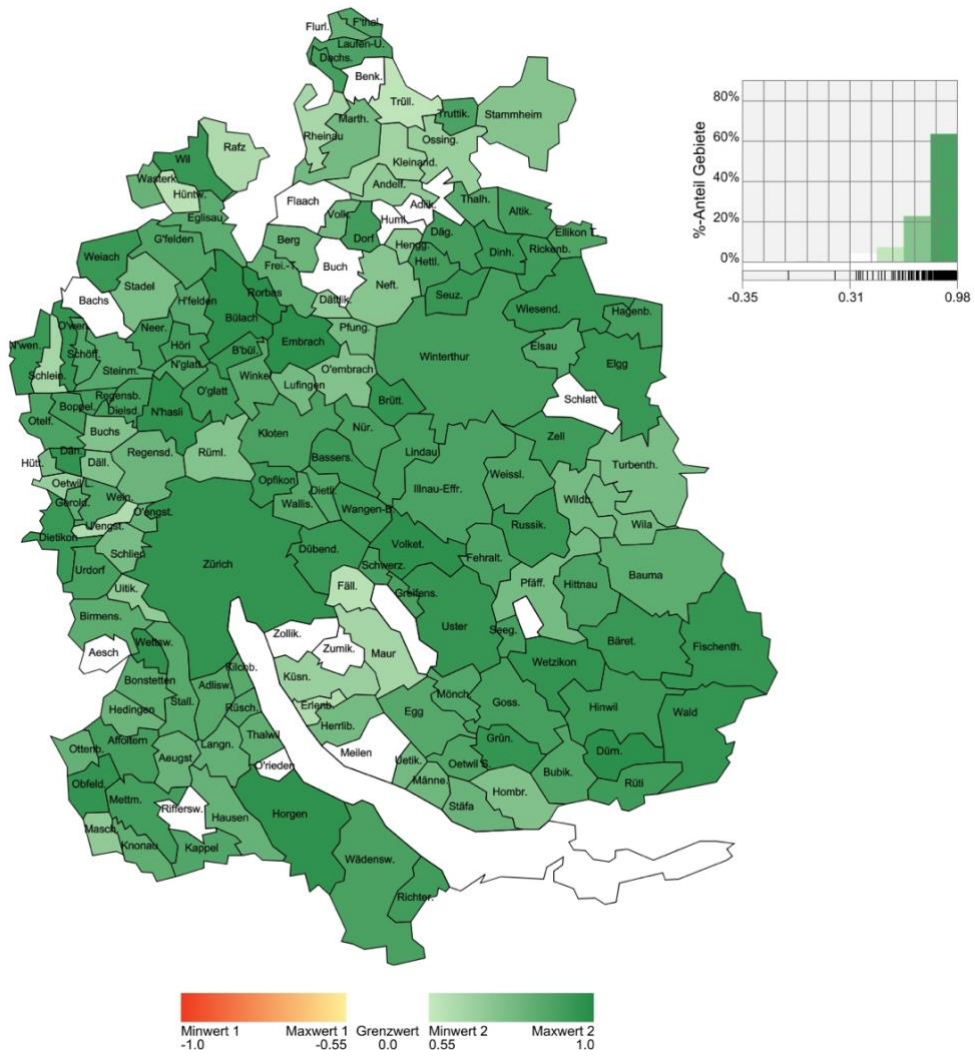 F'thal.
Flurl.
Laufen-U.
Dachs.
Benk.
Trüll.
Truttik.
Stammheim
Marth.
Rheinau
Ossing.
Kleinand.
Rafz
Wil
Wasterk.
Hüntw.
Andelf.
Adlik.
Thalh.
Flaach
Volk.
Huml.
Altik.
Eglisau
Dorf
Däg.
Ellikon T.
G'felden
Berg
Hengg.
Dinh.
Rickenb.
Weiach
Frei.-T.
Buch
Hettl.
Stadel
Neft.
Seuz.
Bachs
H'felden
Rorbas
Dättlik.
Wiesend.
Hagenb.
Bülach
O'wen.
Neer.
Pfung.
N'wen.
Höri
B'bül.
Embrach
Elsau
Schöff.
Winterthur
Elgg
Steinm.
N'glatt
Winkel
O'embrach
Schlein.
Lufingen
Regensb.
O'glatt
Brütt.
Schlatt
Boppel.
Dielsd.
N'hasli
Otelf.
Buchs
Kloten
Nür.
Zell
Dän.
Regensd.
Rüml.
Bassers.
Lindau
Hütt.
Däll.
Turbenth.
Oetwil L.
Opfikon
Illnau-Effr.
Weissl.
Gerold.
Wein.
Dietl.
Wildb.
Wallis.
Wangen-B
O'engst.
U'engst.
Russik.
Wila
Dietikon
Schlien
Dübend.
Volket.
Fehralt.
Zürich
Schwerz.
Urdorf
Bauma
Uitik.
Fäll.
Greifens.
Pfäff.
Hittnau
Birmens.
Uster
Seeg.
Zollik.
Aesch
Wettsw.
Zumik.
Maur
Bäret.
Fischenth.
Wetzikon
Kilchb.
Küsn.
Bonstetten
Adlisw.
Mönch.
Stall.
Goss.
Hinwil
Wald
Hedingen
Rüsch.
Erlenb.
Egg
Herrlib.
Ottenb.
Affoltern
Langn.
Thalwil
Grün.
Meilen
Dürn.
Aeugst
Uetik.
Oetwil S.
O'rieden
Bubik.
Obfeld.
Männe.
Rüti
Mettm.
Hombr.
Riffersw.
Stäfa
Hausen
Horgen
Masch.
Knonau
Kappel
Wädensw.
Richter.
%-Anteil Gebiete
80%
60%
40%
20%
0%
-0.35 0.31 0.98
Minwert 1 Maxwert 1 Grenzwert Minwert 2 Maxwert 2
-1.0 -0.55 0.0 0.55 1.0